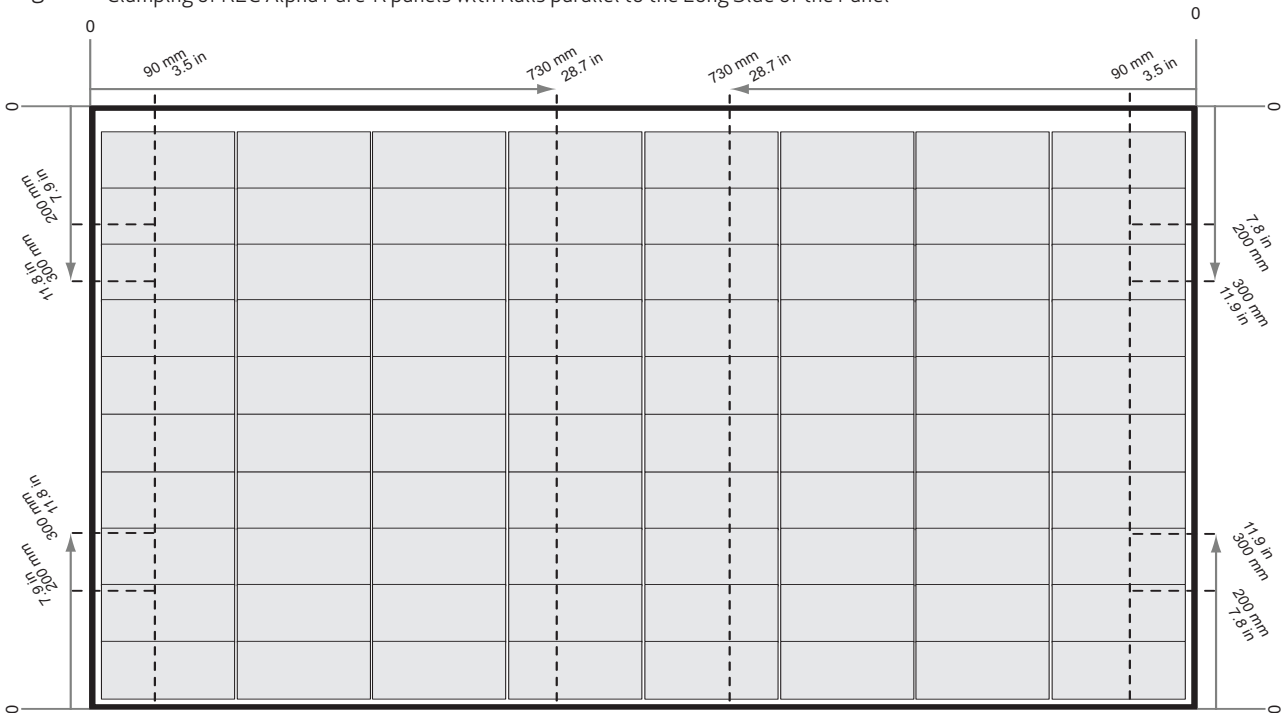 Clamping of REC Alpha Pure-R panels with Rails parallel to the Long Side of the Panel
0
0
90 mm
3.5 in
730 mm
28.7 in
730 mm
28.7 in
90 mm
3.5 in
0
0
7.9 in
200 mm
300 mm
11.8 in
7.8 in
200 mm
300 mm
11.9 in
11.8 in
300 mm
200 mm
7.9 in
11.9 in
300 mm
200 mm
7.8 in
0
0